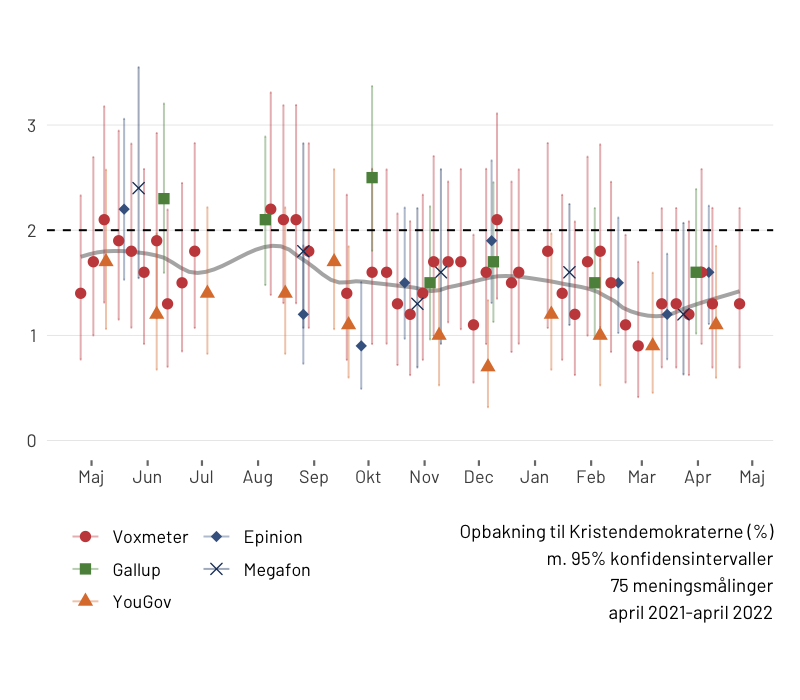 3
2
1
0
Maj Jun Jul Aug Sep Okt Nov Dec Jan Feb Mar Apr Maj
Voxmeter Epinion
Gallup Megafon
YouGov
Opbakning til Kristendemokraterne (%)
m. 95% konfidensintervaller
75 meningsmålinger
april 2021-april 2022